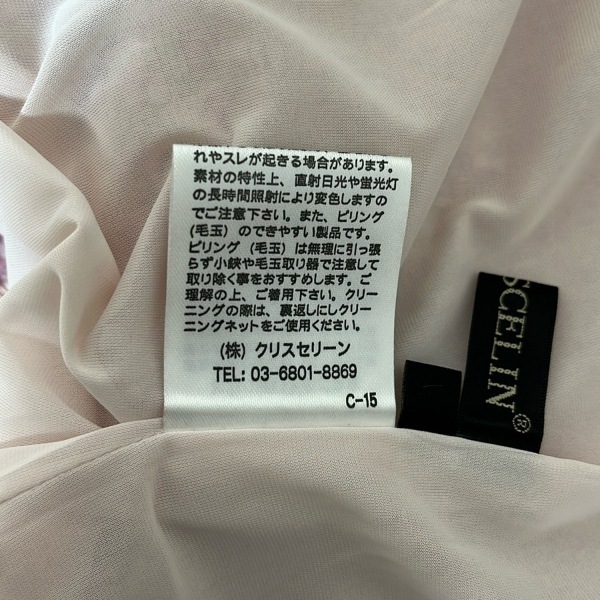 れやスレが起きる場合があります。
素材の特性上、直射日光や蛍光灯
の長時間照射により変色しますの
でご注意下さい。また、ピリング
(毛玉)のできやすい製品です。
ピリング(毛玉)は無理に引っ張
らず小鋏や毛玉取り器で注意して
取り除く事をおすすめします。ご
理解の上、ご着用下さい。クリー
ニングの際は、裏返しにしクリー
ニングネットをご使用ください。
(株)クリスセリーン
TEL: 03-6801-8869
C-15
SCELIN®